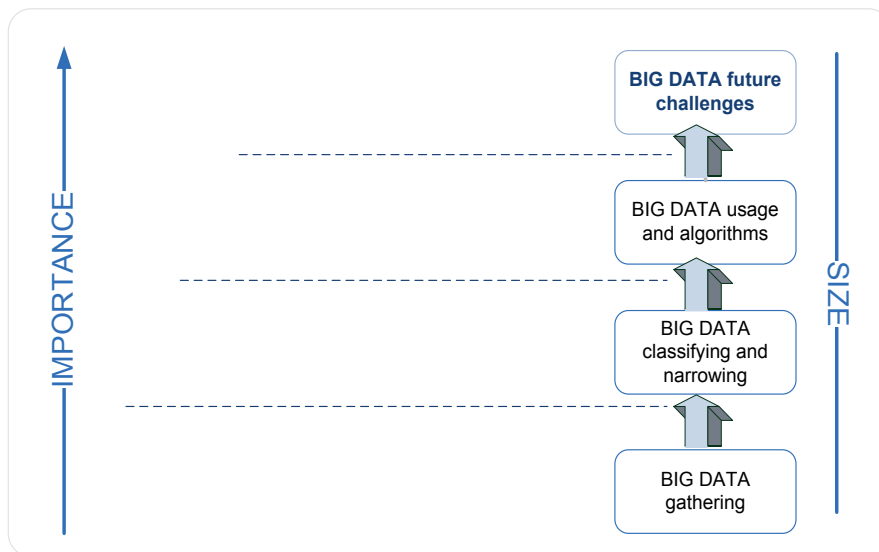 BIG DATA future
challenges
IMPORTANCE
BIG DATA usage
and algorithms
SIZE
BIG DATA
classifying and
narrowing
BIG DATA
gathering